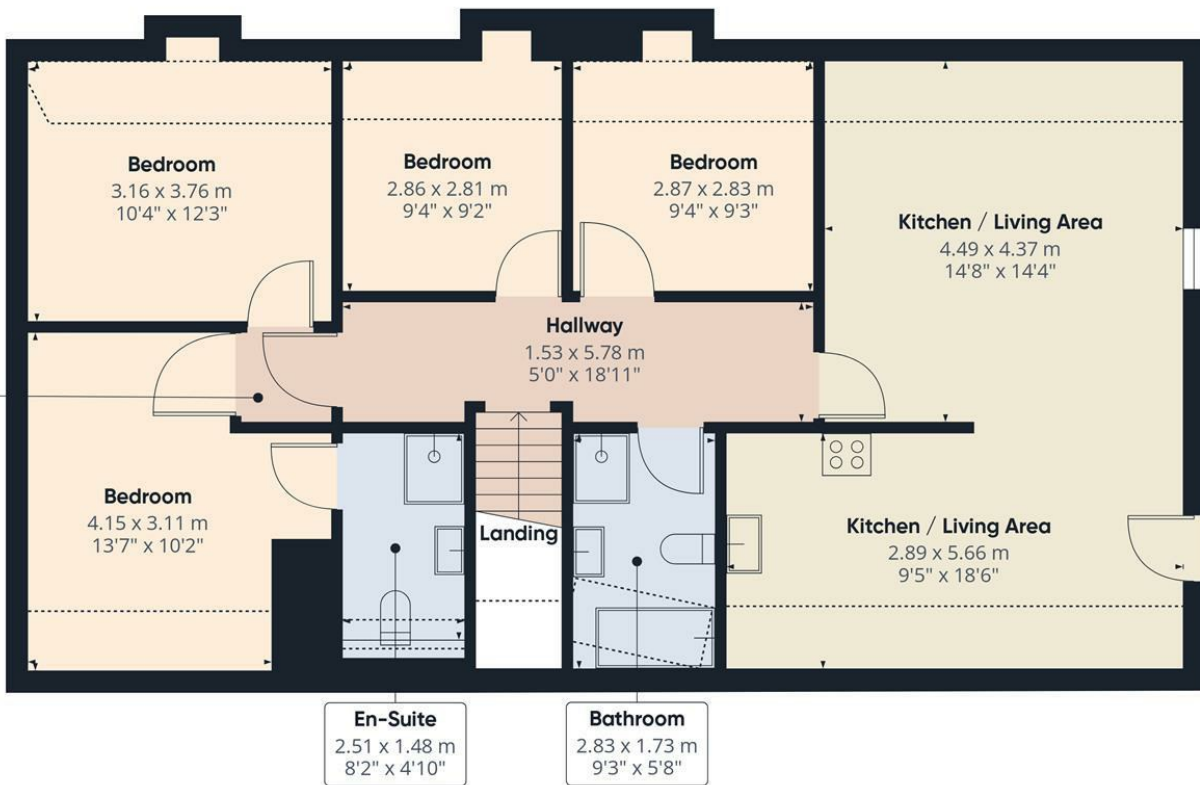 Bedroom
3.16 x 3.76 m
10'4" x 12'3"
Bedroom
2.86 x 2.81 m
9'4" x 9'2"
Bedroom
2.87 x 2.83 m
9'4" x 9'3"
Kitchen / Living Area
4.49 x 4.37 m
14'8" x 14'4"
Hallway
1.53 x 5.78 m
5'0" x 18'11"
Bedroom
4.15 x 3.11 m
13'7" x 10'2"
Landing
Kitchen / Living Area
2.89 x 5.66 m
9'5" x 18'6"
En-Suite
2.51 x 1.48 m
8'2" x 4'10"
Bathroom
2.83 x 1.73 m
9'3" x 5'8"